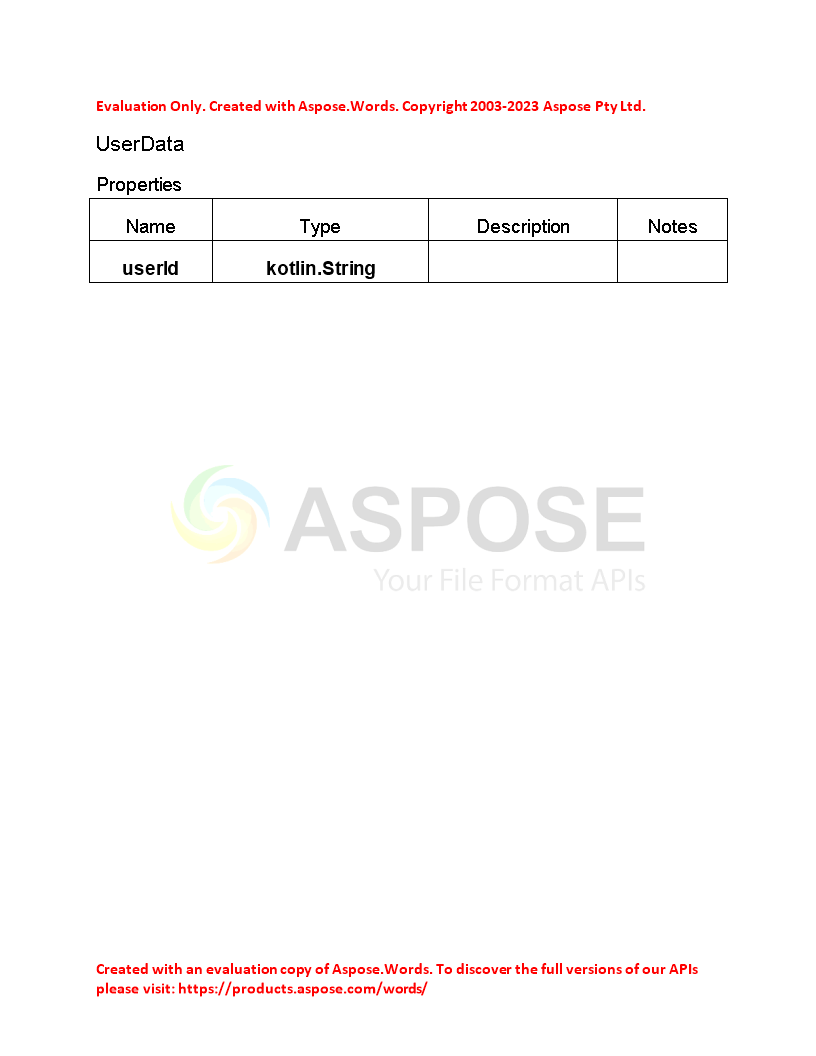 Evaluation Only. Created with Aspose.Words. Copyright 2003-2023 Aspose Pty Ltd.
UserData
Properties
Name Type Description Notes
userId kotlin.String
ASPOSE
Your File Format APIs
Created with an evaluation copy of Aspose.Words. To discover the full versions of our APIs
please visit: https://products.aspose.com/words/